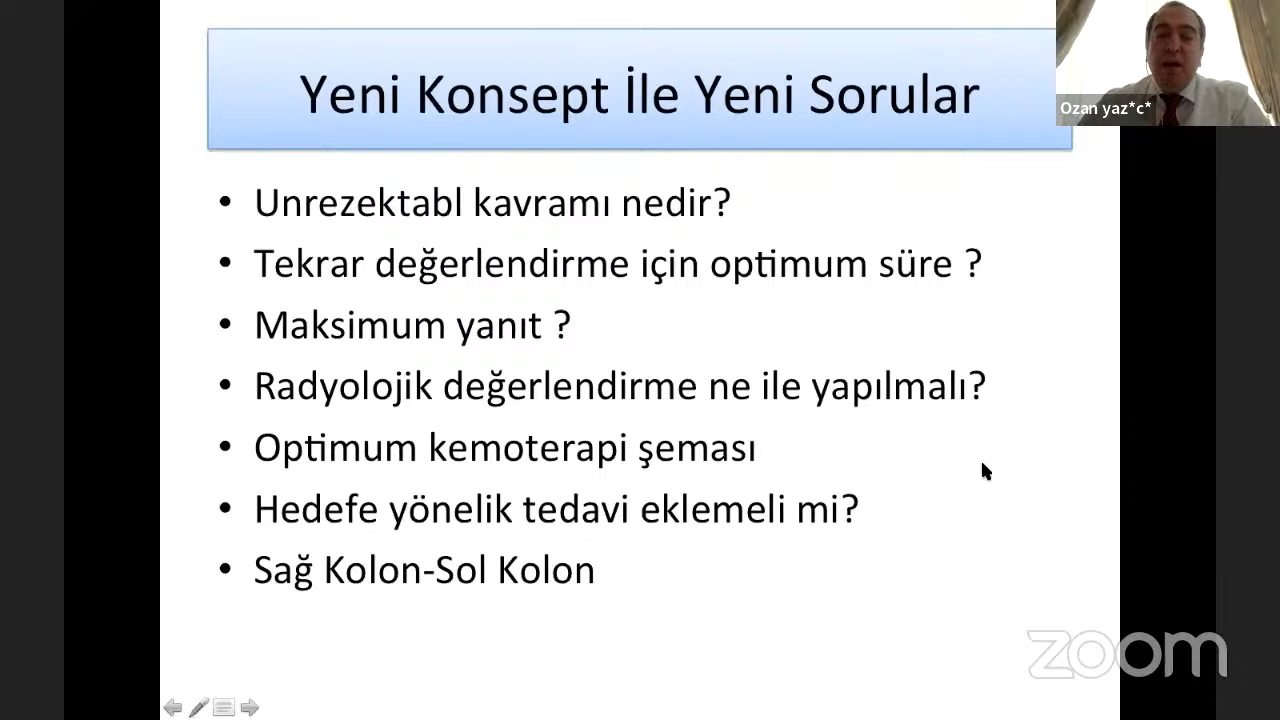 Yeni Konsept İle Yeni Sorular
Ozan yaz*c*
• Unrezektabl kavramı nedir?
• Tekrar değerlendirme için optimum süre ?
• Maksimum yanıt ?
• Radyolojik değerlendirme ne ile yapılmalı?
• Optimum kemoterapi şeması
• Hedefe yönelik tedavi eklemeli mi?
• Sağ Kolon-Sol Kolon
zoom